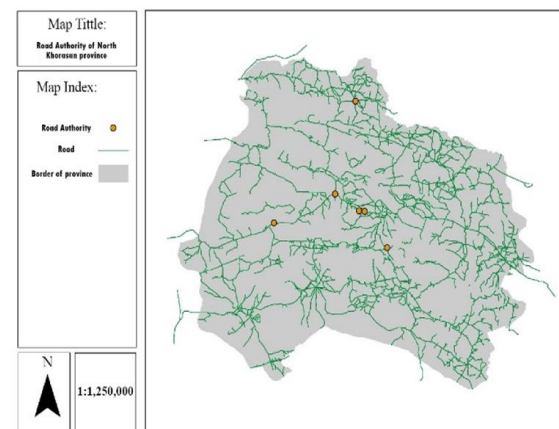 Map Tittle:
Road Authority of North
Khorasan province
Map Index:
Road Authority
Road
Border of province
N
1:1,250,000